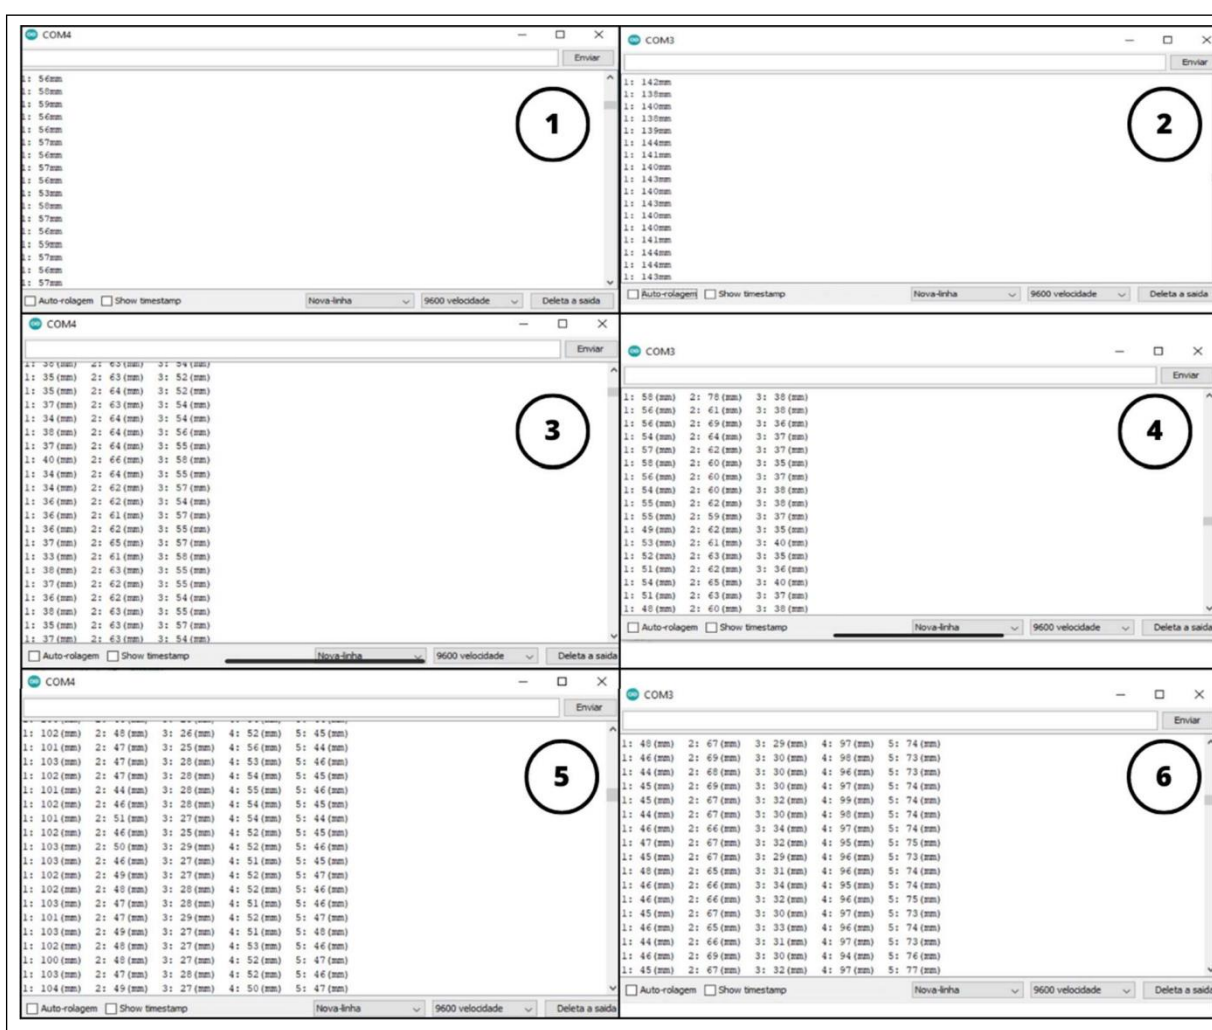 COM4
Enviar
1: 56mm
1: 58mm
1: 59mm
1: 56mm
1: 56mm
1: 57mm
1: 56mm
1: 57mm
1: 56mm
1: 53mm
1: 58mm
1: 57mm
1: 56mm
1: 59mm
1: 57mm
1: 56mm
1: 57mm
1
Auto-rolagem Show timestamp Nova-linha 9600 velocidade Deleta a saida
COM3
Enviar
1: 142mm
1: 138mm
1: 140mm
1: 138mm
1: 139mm
1: 144mm
1: 141mm
1: 140mm
1: 143mm
1: 140mm
1: 143mm
1: 140mm
1: 140mm
1: 141mm
1: 144mm
1: 144mm
1: 143mm
2
Auto-rolagem Show timestamp Nova-linha 9600 velocidade Deleta a saida
COM4
Enviar
1: 35(mm) 2: 63(mm) 3: 52(mm)
1: 35(mm) 2: 64(mm) 3: 52(mm)
1: 37(mm) 2: 63(mm) 3: 54(mm)
1: 34(mm) 2: 64(mm) 3: 54(mm)
1: 38(mm) 2: 64(mm) 3: 56(mm)
1: 37(mm) 2: 64(mm) 3: 55(mm)
1: 40(mm) 2: 66(mm) 3: 58(mm)
1: 34(mm) 2: 64(mm) 3: 55(mm)
1: 34(mm) 2: 62(mm) 3: 57(mm)
1: 36(mm) 2: 62(mm) 3: 54(mm)
1: 36(mm) 2: 61(mm) 3: 57(mm)
1: 36(mm) 2: 62(mm) 3: 55(mm)
1: 37(mm) 2: 65(mm) 3: 57(mm)
1: 33(mm) 2: 61(mm) 3: 58(mm)
1: 38(mm) 2: 63(mm) 3: 55(mm)
1: 37(mm) 2: 62(mm) 3: 55(mm)
1: 36(mm) 2: 62(mm) 3: 54(mm)
1: 38(mm) 2: 63(mm) 3: 55(mm)
1: 35(mm) 2: 63(mm) 3: 57(mm)
1: 37(mm) 2: 63(mm) 3: 54(mm)
3
Auto-rolagem Show timestamp Nova-linha 9600 velocidade Deleta a saida
COM3
Enviar
1: 58(mm) 2: 78(mm) 3: 38(mm)
1: 56(mm) 2: 61(mm) 3: 38(mm)
1: 56(mm) 2: 69(mm) 3: 36(mm)
1: 54(mm) 2: 64(mm) 3: 37(mm)
1: 57(mm) 2: 62(mm) 3: 37(mm)
1: 58(mm) 2: 60(mm) 3: 35(mm)
1: 56(mm) 2: 60(mm) 3: 37(mm)
1: 54(mm) 2: 60(mm) 3: 38(mm)
1: 55(mm) 2: 62(mm) 3: 38(mm)
1: 55(mm) 2: 59(mm) 3: 37(mm)
1: 49(mm) 2: 62(mm) 3: 35(mm)
1: 53(mm) 2: 61(mm) 3: 40(mm)
1: 52(mm) 2: 63(mm) 3: 35(mm)
1: 51(mm) 2: 62(mm) 3: 36(mm)
1: 54(mm) 2: 65(mm) 3: 40(mm)
1: 51(mm) 2: 63(mm) 3: 37(mm)
1: 48(mm) 2: 60(mm) 3: 38(mm)
4
Auto-rolagem Show timestamp Nova-linha 9600 velocidade Deleta a saida
COM4
Enviar
1: 102(mm) 2: 48(mm) 3: 26(mm) 4: 52(mm) 5: 45(mm)
1: 101(mm) 2: 47(mm) 3: 25(mm) 4: 56(mm) 5: 44(mm)
1: 103(mm) 2: 47(mm) 3: 28(mm) 4: 53(mm) 5: 46(mm)
1: 102(mm) 2: 47(mm) 3: 28(mm) 4: 54(mm) 5: 45(mm)
1: 101(mm) 2: 44(mm) 3: 28(mm) 4: 55(mm) 5: 46(mm)
1: 102(mm) 2: 46(mm) 3: 28(mm) 4: 54(mm) 5: 45(mm)
1: 101(mm) 2: 51(mm) 3: 27(mm) 4: 54(mm) 5: 44(mm)
1: 102(mm) 2: 46(mm) 3: 25(mm) 4: 52(mm) 5: 45(mm)
1: 103(mm) 2: 50(mm) 3: 29(mm) 4: 52(mm) 5: 46(mm)
1: 103(mm) 2: 46(mm) 3: 27(mm) 4: 51(mm) 5: 45(mm)
1: 102(mm) 2: 49(mm) 3: 27(mm) 4: 52(mm) 5: 47(mm)
1: 102(mm) 2: 48(mm) 3: 28(mm) 4: 52(mm) 5: 46(mm)
1: 103(mm) 2: 47(mm) 3: 28(mm) 4: 51(mm) 5: 46(mm)
1: 101(mm) 2: 47(mm) 3: 29(mm) 4: 52(mm) 5: 47(mm)
1: 103(mm) 2: 49(mm) 3: 27(mm) 4: 51(mm) 5: 48(mm)
1: 102(mm) 2: 48(mm) 3: 27(mm) 4: 53(mm) 5: 46(mm)
1: 100(mm) 2: 48(mm) 3: 27(mm) 4: 52(mm) 5: 47(mm)
1: 103(mm) 2: 47(mm) 3: 28(mm) 4: 52(mm) 5: 46(mm)
1: 104(mm) 2: 49(mm) 3: 27(mm) 4: 50(mm) 5: 47(mm)
5
Auto-rolagem Show timestamp Nova-linha 9600 velocidade Deleta a saida
COM3
Enviar
1: 48(mm) 2: 67(mm) 3: 29(mm) 4: 97(mm) 5: 74(mm)
1: 46(mm) 2: 69(mm) 3: 30(mm) 4: 98(mm) 5: 73(mm)
1: 44(mm) 2: 68(mm) 3: 30(mm) 4: 96(mm) 5: 73(mm)
1: 45(mm) 2: 69(mm) 3: 30(mm) 4: 97(mm) 5: 74(mm)
1: 45(mm) 2: 67(mm) 3: 32(mm) 4: 99(mm) 5: 74(mm)
1: 44(mm) 2: 67(mm) 3: 30(mm) 4: 98(mm) 5: 74(mm)
1: 46(mm) 2: 66(mm) 3: 34(mm) 4: 97(mm) 5: 74(mm)
1: 47(mm) 2: 67(mm) 3: 32(mm) 4: 95(mm) 5: 75(mm)
1: 45(mm) 2: 67(mm) 3: 29(mm) 4: 96(mm) 5: 73(mm)
1: 48(mm) 2: 65(mm) 3: 31(mm) 4: 96(mm) 5: 74(mm)
1: 46(mm) 2: 66(mm) 3: 34(mm) 4: 95(mm) 5: 74(mm)
1: 46(mm) 2: 66(mm) 3: 32(mm) 4: 96(mm) 5: 75(mm)
1: 45(mm) 2: 67(mm) 3: 30(mm) 4: 97(mm) 5: 73(mm)
1: 46(mm) 2: 65(mm) 3: 33(mm) 4: 96(mm) 5: 74(mm)
1: 44(mm) 2: 66(mm) 3: 31(mm) 4: 97(mm) 5: 73(mm)
1: 46(mm) 2: 69(mm) 3: 30(mm) 4: 94(mm) 5: 76(mm)
1: 45(mm) 2: 67(mm) 3: 32(mm) 4: 97(mm) 5: 77(mm)
6
Auto-rolagem Show timestamp Nova-linha 9600 velocidade Deleta a saida